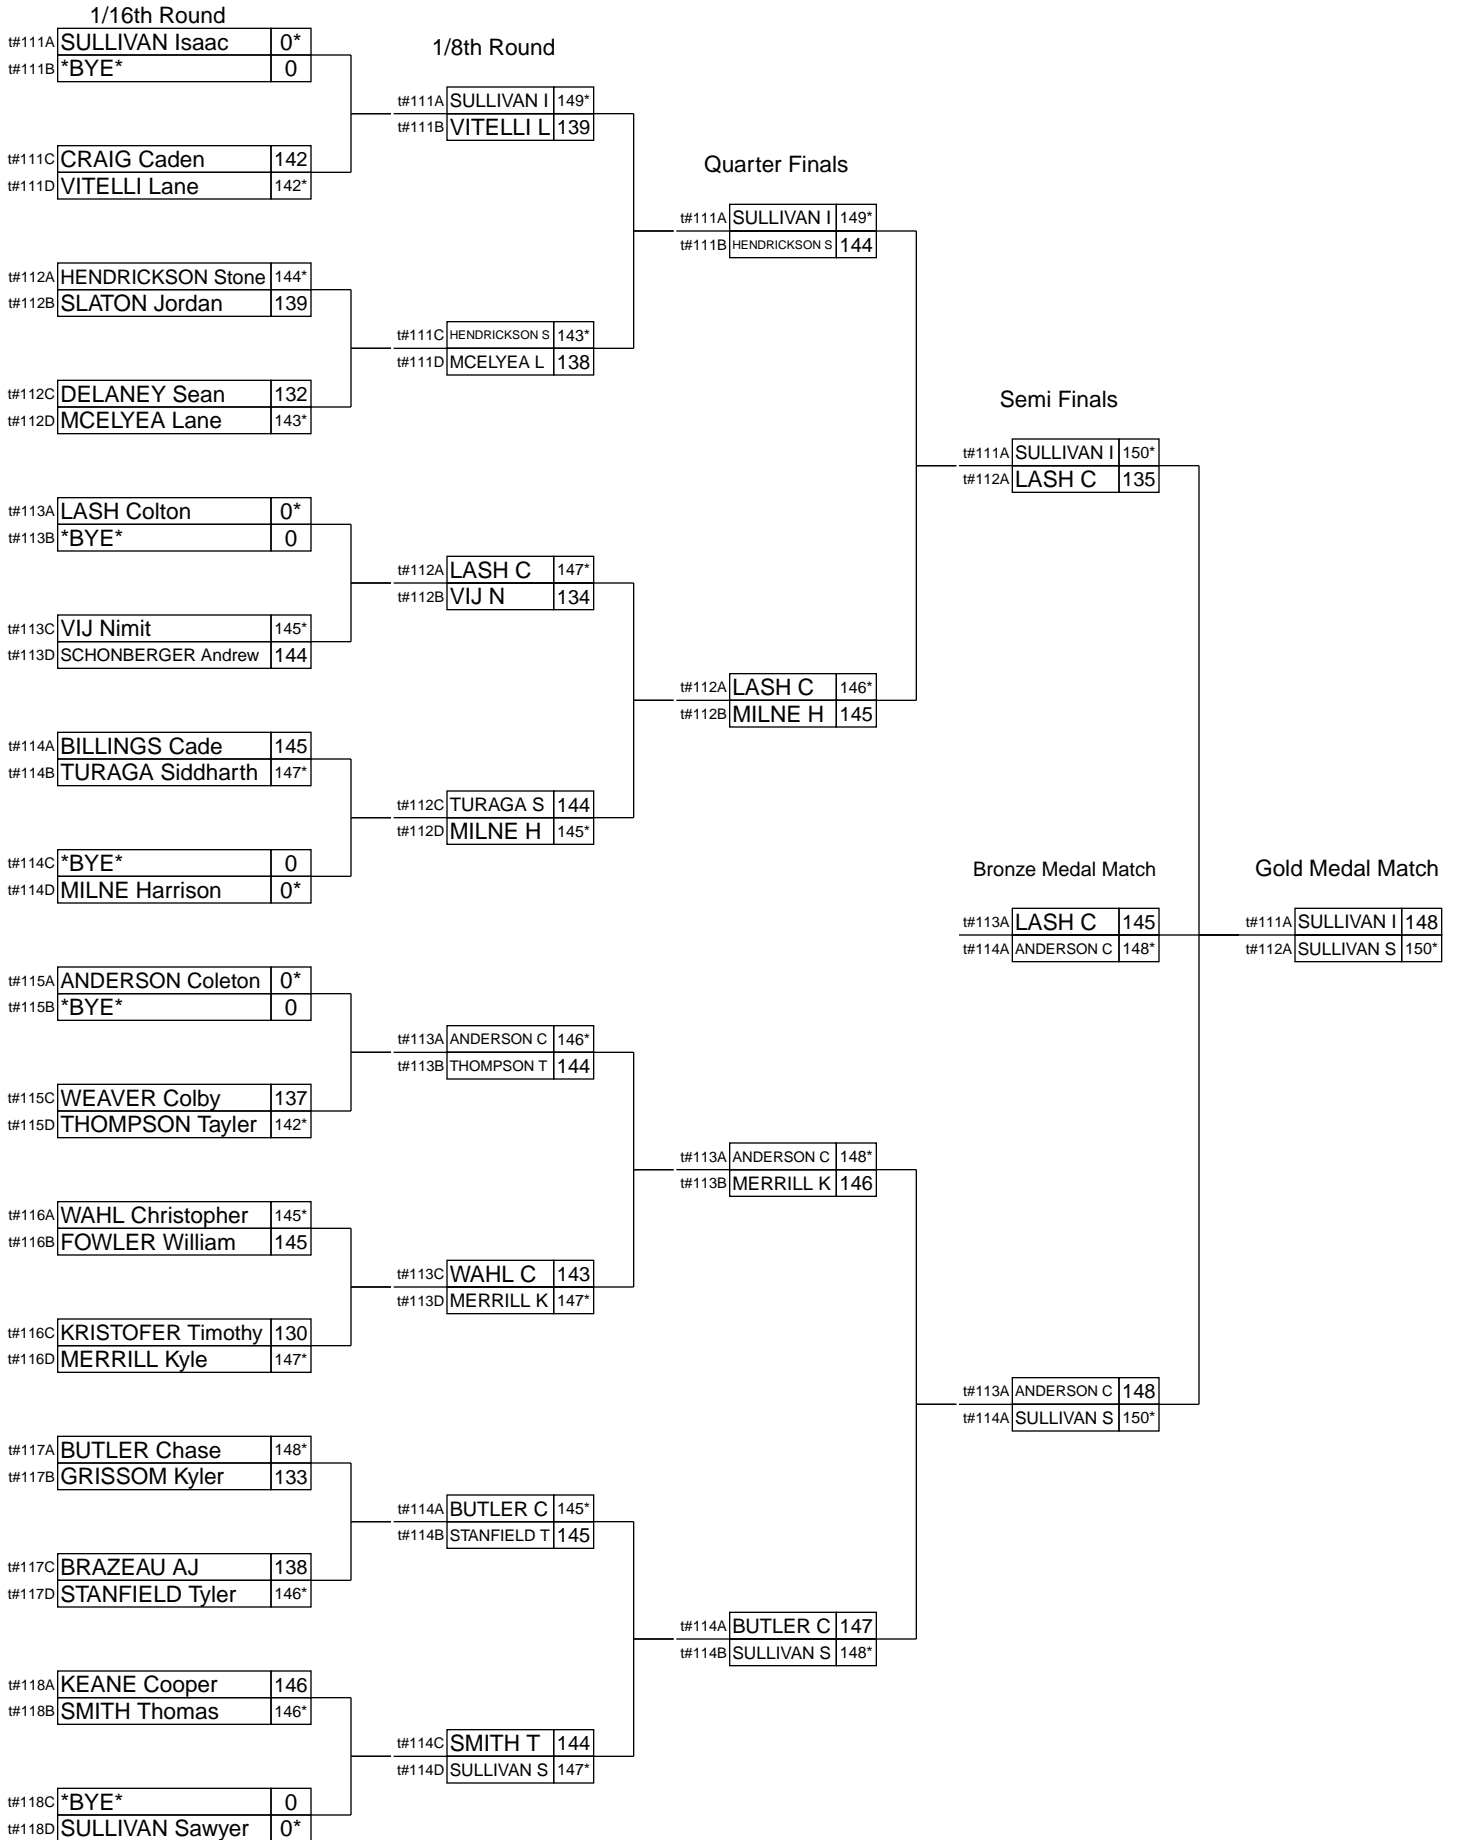 1/16th Round
t#111A SULLIVAN Isaac 0*
t#111B *BYE* 0
t#111C CRAIG Caden 142
t#111D VITELLI Lane 142*
t#112A HENDRICKSON Stone 144*
t#112B SLATON Jordan 139
t#112C DELANEY Sean 132
t#112D MCELYEA Lane 143*
t#113A LASH Colton 0*
t#113B *BYE* 0
t#113C VIJ Nimit 145*
t#113D SCHONBERGER Andrew 144
t#114A BILLINGS Cade 145
t#114B TURAGA Siddharth 147*
t#114C *BYE* 0
t#114D MILNE Harrison 0*
t#115A ANDERSON Coleton 0*
t#115B *BYE* 0
t#115C WEAVER Colby 137
t#115D THOMPSON Tayler 142*
t#116A WAHL Christopher 145*
t#116B FOWLER William 145
t#116C KRISTOFER Timothy 130
t#116D MERRILL Kyle 147*
t#117A BUTLER Chase 148*
t#117B GRISSOM Kyler 133
t#117C BRAZEAU AJ 138
t#117D STANFIELD Tyler 146*
t#118A KEANE Cooper 146
t#118B SMITH Thomas 146*
t#118C *BYE* 0
t#118D SULLIVAN Sawyer 0*
1/8th Round
t#111A SULLIVAN I 149*
t#111B VITELLI L 139
t#111C HENDRICKSON S 143*
t#111D MCELYEA L 138
t#112A LASH C 147*
t#112B VIJ N 134
t#112C TURAGA S 144
t#112D MILNE H 145*
t#113A ANDERSON C 146*
t#113B THOMPSON T 144
t#113C WAHL C 143
t#113D MERRILL K 147*
t#114A BUTLER C 145*
t#114B STANFIELD T 145
t#114C SMITH T 144
t#114D SULLIVAN S 147*
Quarter Finals
t#111A SULLIVAN I 149*
t#111B HENDRICKSON S 144
t#112A LASH C 146*
t#112B MILNE H 145
t#113A ANDERSON C 148*
t#113B MERRILL K 146
t#114A BUTLER C 147
t#114B SULLIVAN S 148*
Semi Finals
t#111A SULLIVAN I 150*
t#112A LASH C 135
t#113A ANDERSON C 148
t#114A SULLIVAN S 150*
Bronze Medal Match
t#113A LASH C 145
t#114A ANDERSON C 148*
Gold Medal Match
t#111A SULLIVAN I 148
t#112A SULLIVAN S 150*